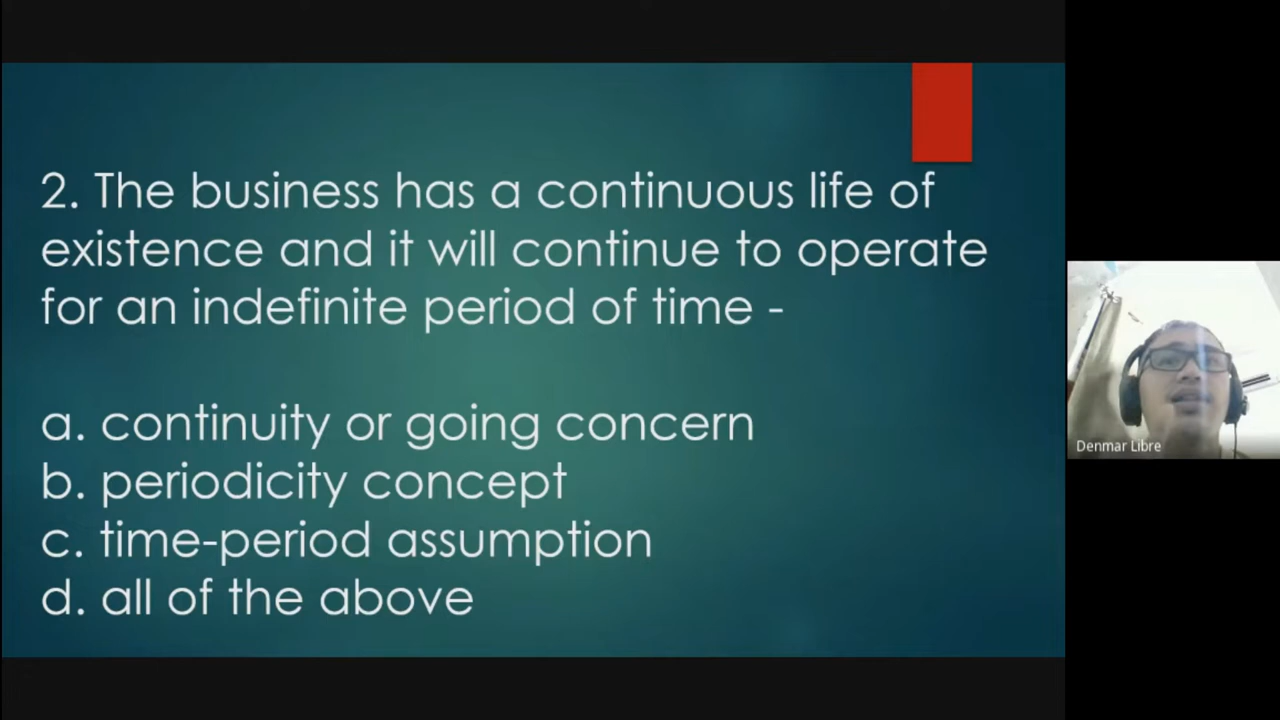 2. The business has a continuous life of
existence and it will continue to operate
for an indefinite period of time -
a. continuity or going concern
b. periodicity concept
c. time-period assumption
d. all of the above
Denmar Libre